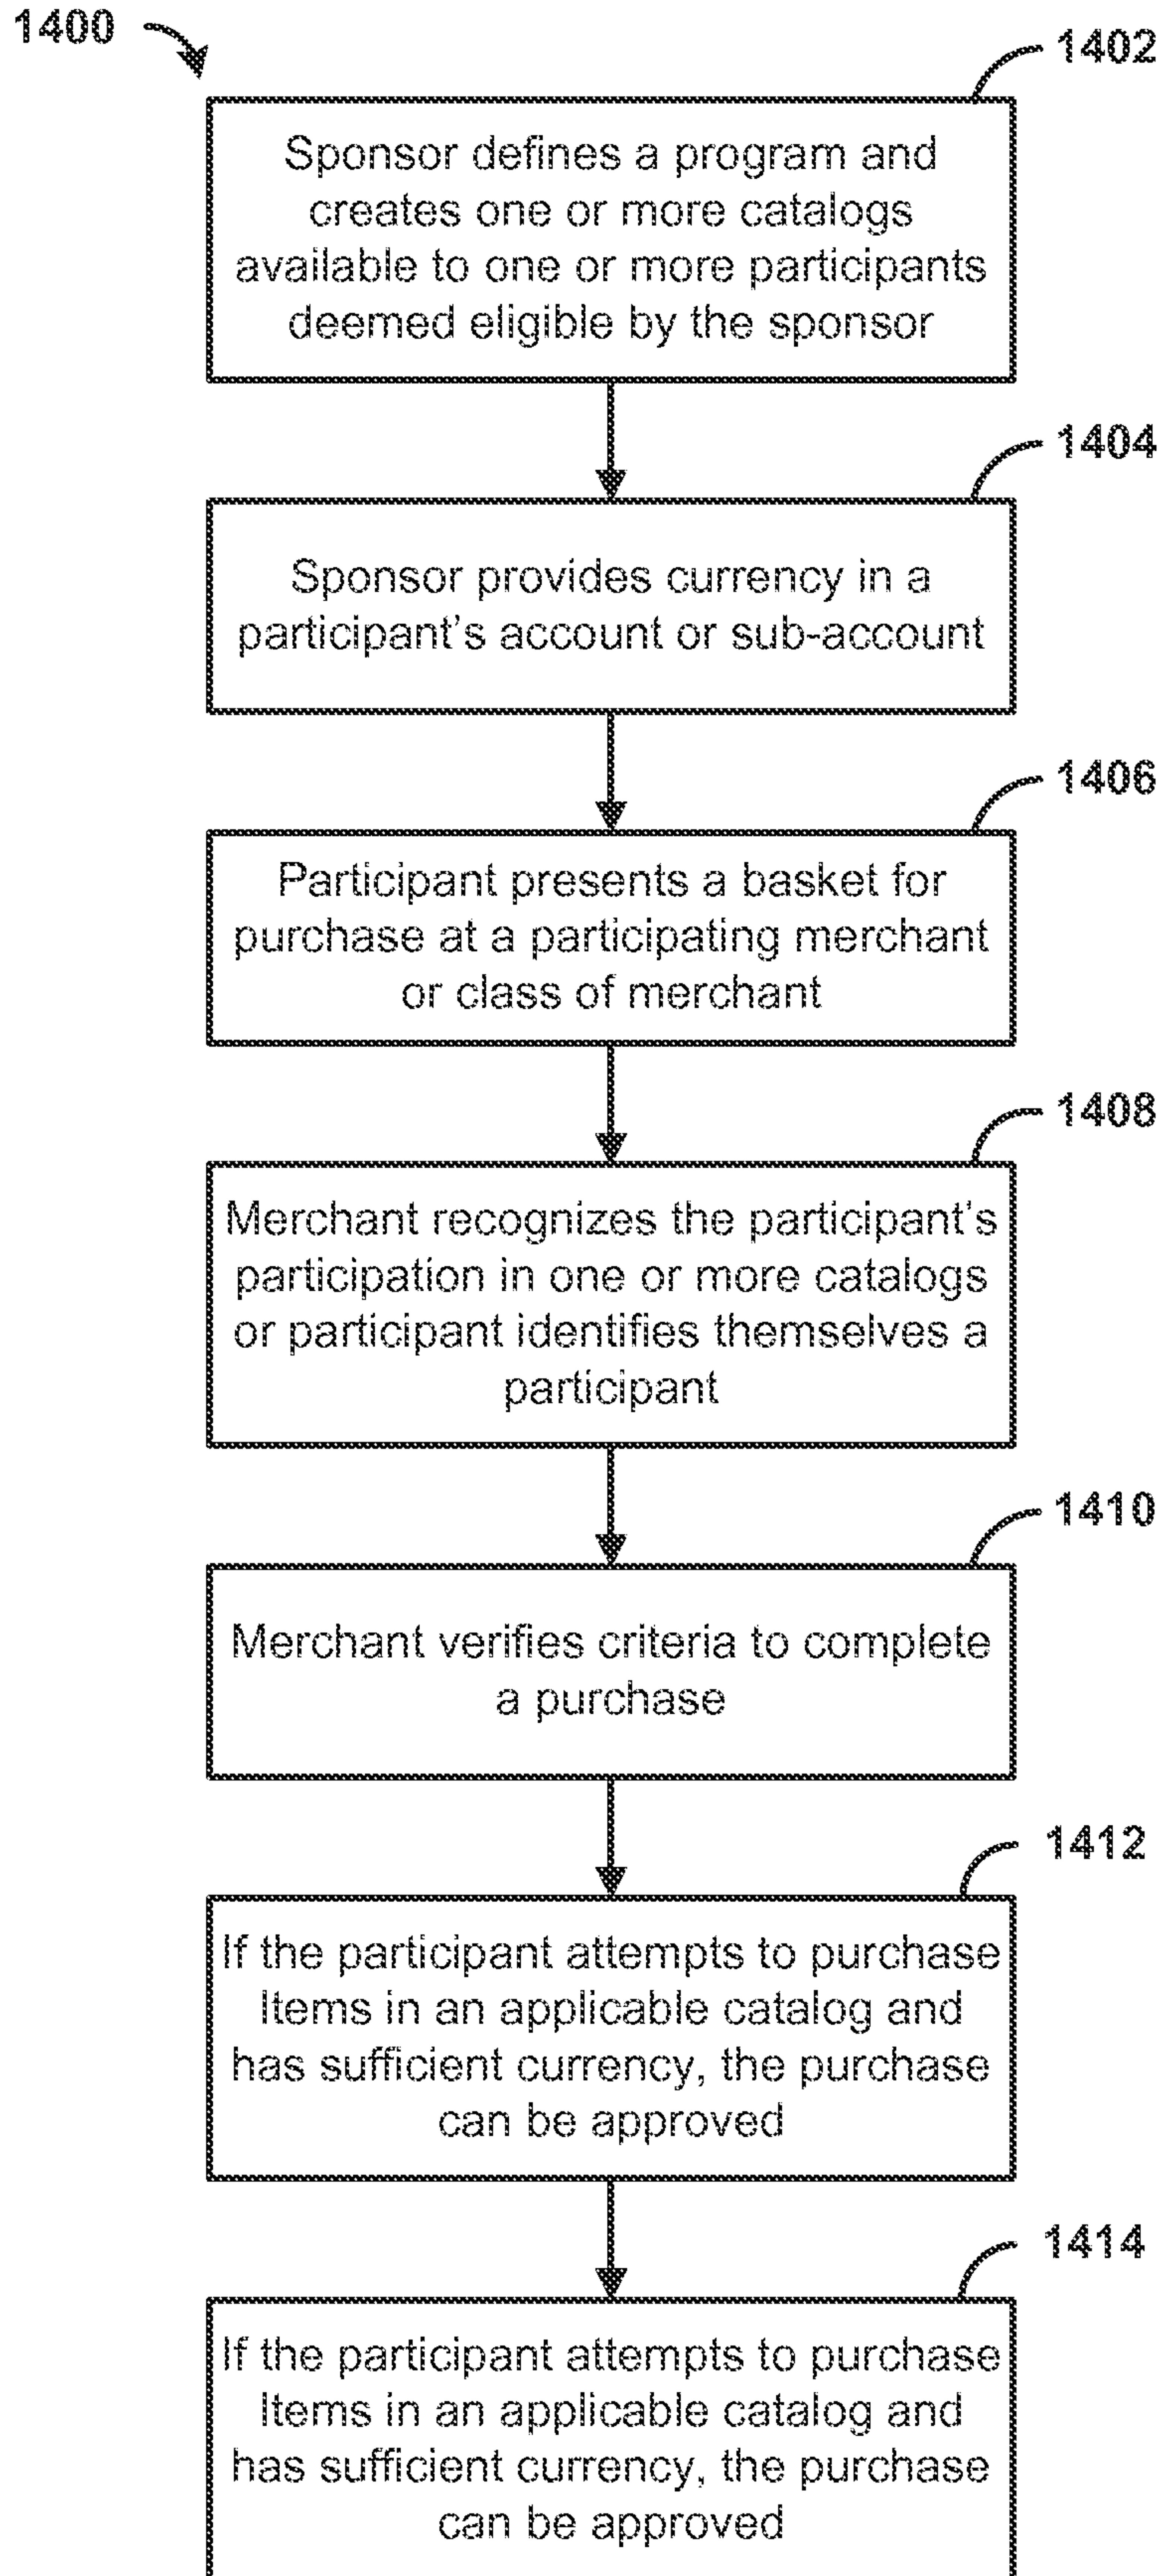 1400
1402
Sponsor defines a program and
creates one or more catalogs
available to one or more participants
deemed eligible by the sponsor
1404
Sponsor provides currency in a
participant's account or sub-account
1406
Participant presents a basket for
purchase at a participating merchant
or class of merchant
1408
Merchant recognizes the participant's
participation in one or more catalogs
or participant identifies themselves a
participant
1410
Merchant verifies criteria to complete
a purchase
1412
If the participant attempts to purchase
Items in an applicable catalog and
has sufficient currency, the purchase
can be approved
1414
If the participant attempts to purchase
Items in an applicable catalog and
has sufficient currency, the purchase
can be approved